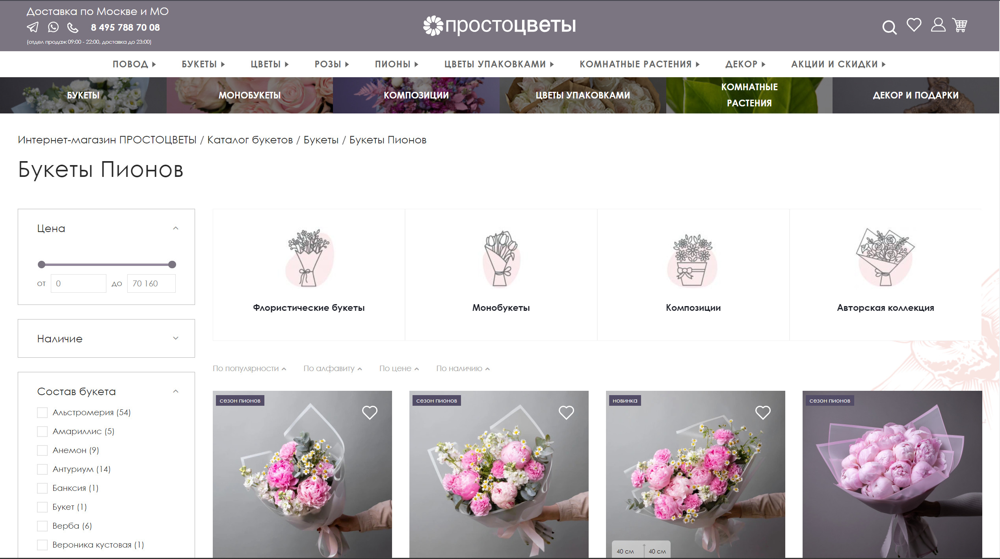 Доставка по Москве и МО
8 495 788 70 08
(отдел продаж 09:00 - 22:00, доставка до 23:00)
простоцветы
ПОВОД БУКЕТЫ ЦВЕТЫ РОЗЫ ПИОНЫ ЦВЕТЫ УПАКОВКАМИ КОМНАТНЫЕ РАСТЕНИЯ ДЕКОР АКЦИИ И СКИДКИ
БУКЕТЫ
МОНОБУКЕТЫ
КОМПОЗИЦИИ
ЦВЕТЫ УПАКОВКАМИ
КОМНАТНЫЕ
РАСТЕНИЯ
ДЕКОР И ПОДАРКИ
Интернет-магазин ПРОСТОЦВЕТЫ / Каталог букетов / Букеты / Букеты Пионов
Букеты Пионов
Цена
от 0 до 70 160
Наличие
Состав букета
Альстромерия (54)
Амариллис (5)
Анемон (9)
Антуриум (14)
Банксия (1)
Букет (1)
Верба (6)
Вероника кустовая (1)
Флористические букеты
Монобукеты
Композиции
Авторская коллекция
По популярности По алфавиту По цене По наличию
сезон пионов
сезон пионов
новинка
40 см 40 см
сезон пионов